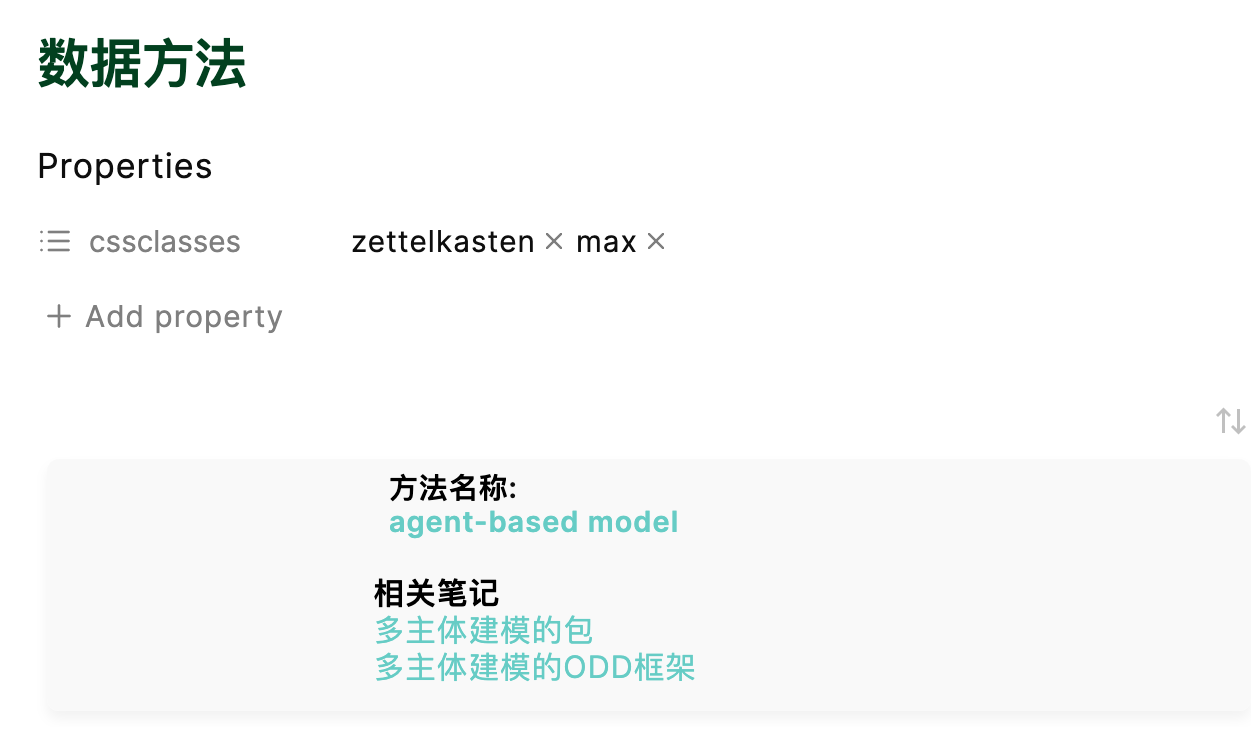 数据方法
Properties
cssclasses zettelkasten × max ×
+ Add property
方法名称:
agent-based model
相关笔记
多主体建模的包
多主体建模的ODD框架